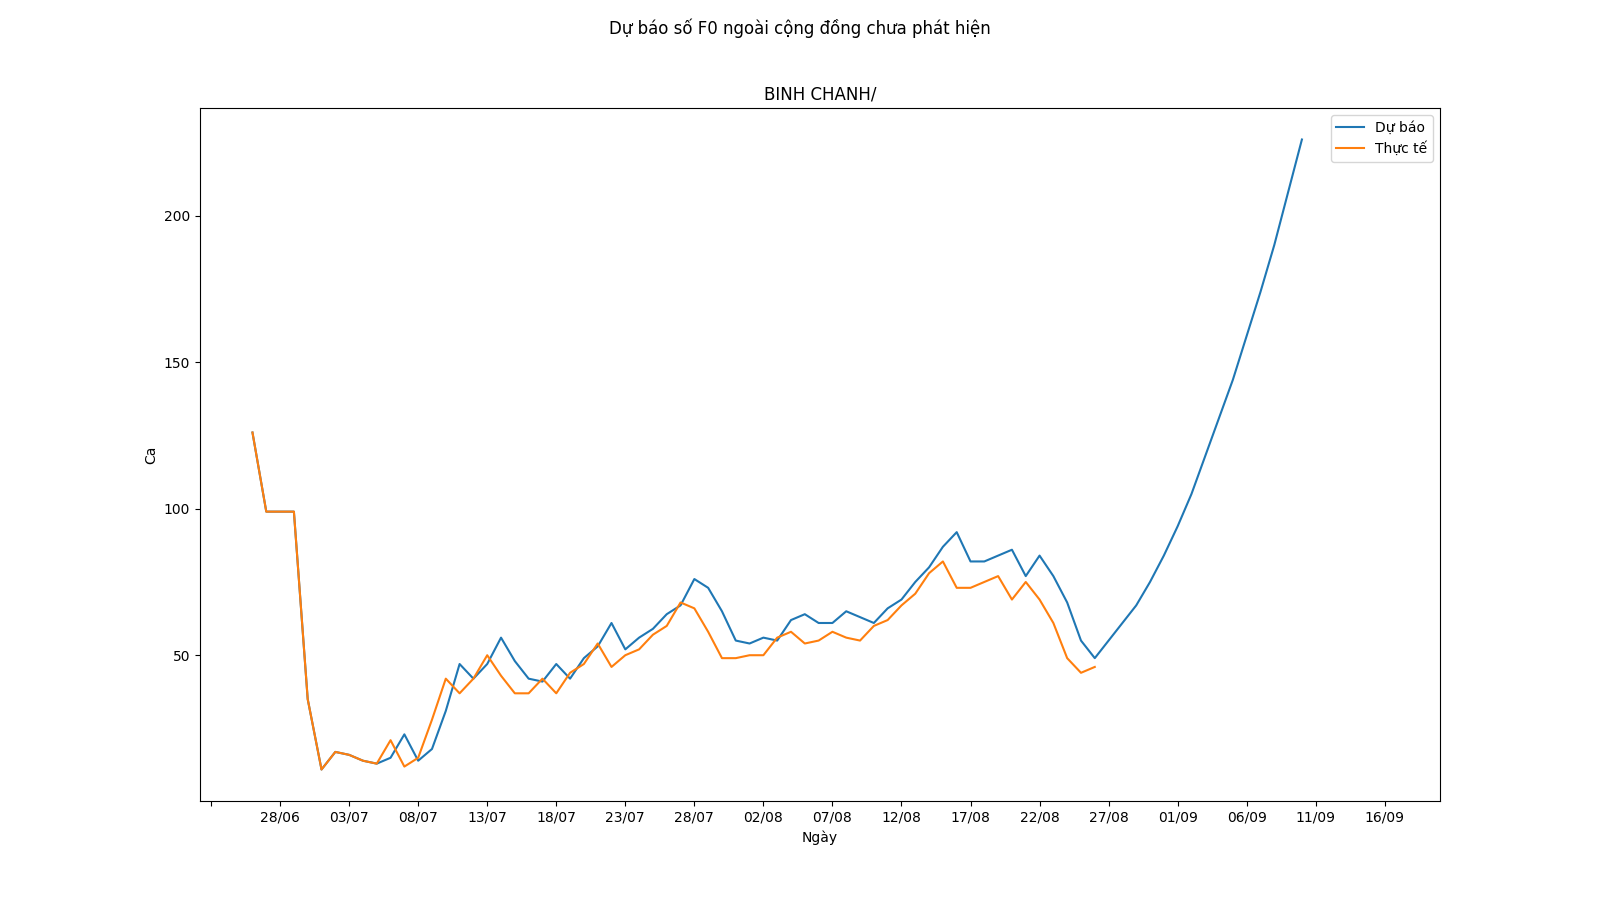 Dự báo số F0 ngoài cộng đồng chưa phát hiện
BINH CHANH/
Dự báo
Thực tế
200
150
100
50
Ca
28/06 03/07 08/07 13/07 18/07 23/07 28/07 02/08 07/08 12/08 17/08 22/08 27/08 01/09 06/09 11/09 16/09
Ngày